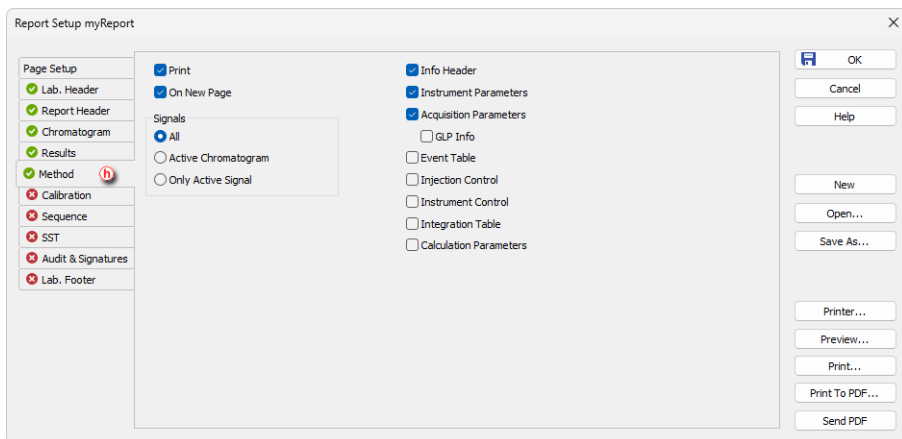 Report Setup myReport
Page Setup
Lab. Header
Report Header
Chromatogram
Results
Method
h
Calibration
Sequence
SST
Audit & Signatures
Lab. Footer
Print
On New Page
Signals
All
Active Chromatogram
Only Active Signal
Info Header
Instrument Parameters
Acquisition Parameters
GLP Info
Event Table
Injection Control
Instrument Control
Integration Table
Calculation Parameters
OK
Cancel
Help
New
Open...
Save As...
Printer...
Preview...
Print...
Print To PDF...
Send PDF